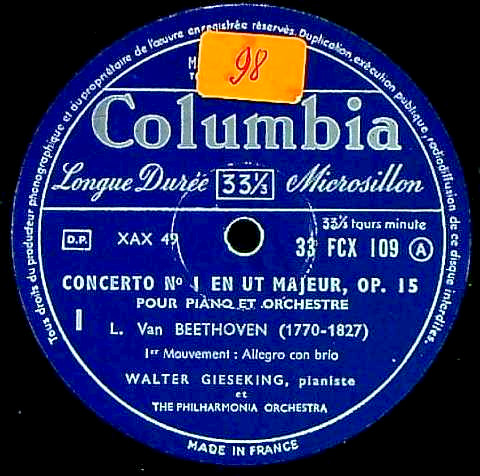 Tous droits du producteur phonographique et du propriétaire de l'œuvre enregistrée réservés. Duplication, exécution publique, radiodiffusion de ce disque interdites.
98
Columbia
Longue Durée 33⅓ Microsillon
33⅓ tours minute
D.P. XAX 49 33 FCX 109 A
CONCERTO Nº 1 EN UT MAJEUR, OP. 15
POUR PIANO ET ORCHESTRE
1
L. Van BEETHOVEN (1770-1827)
1er Mouvement : Allegro con brio
WALTER GIESEKING, pianiste
et
THE PHILHARMONIA ORCHESTRA
MADE IN FRANCE